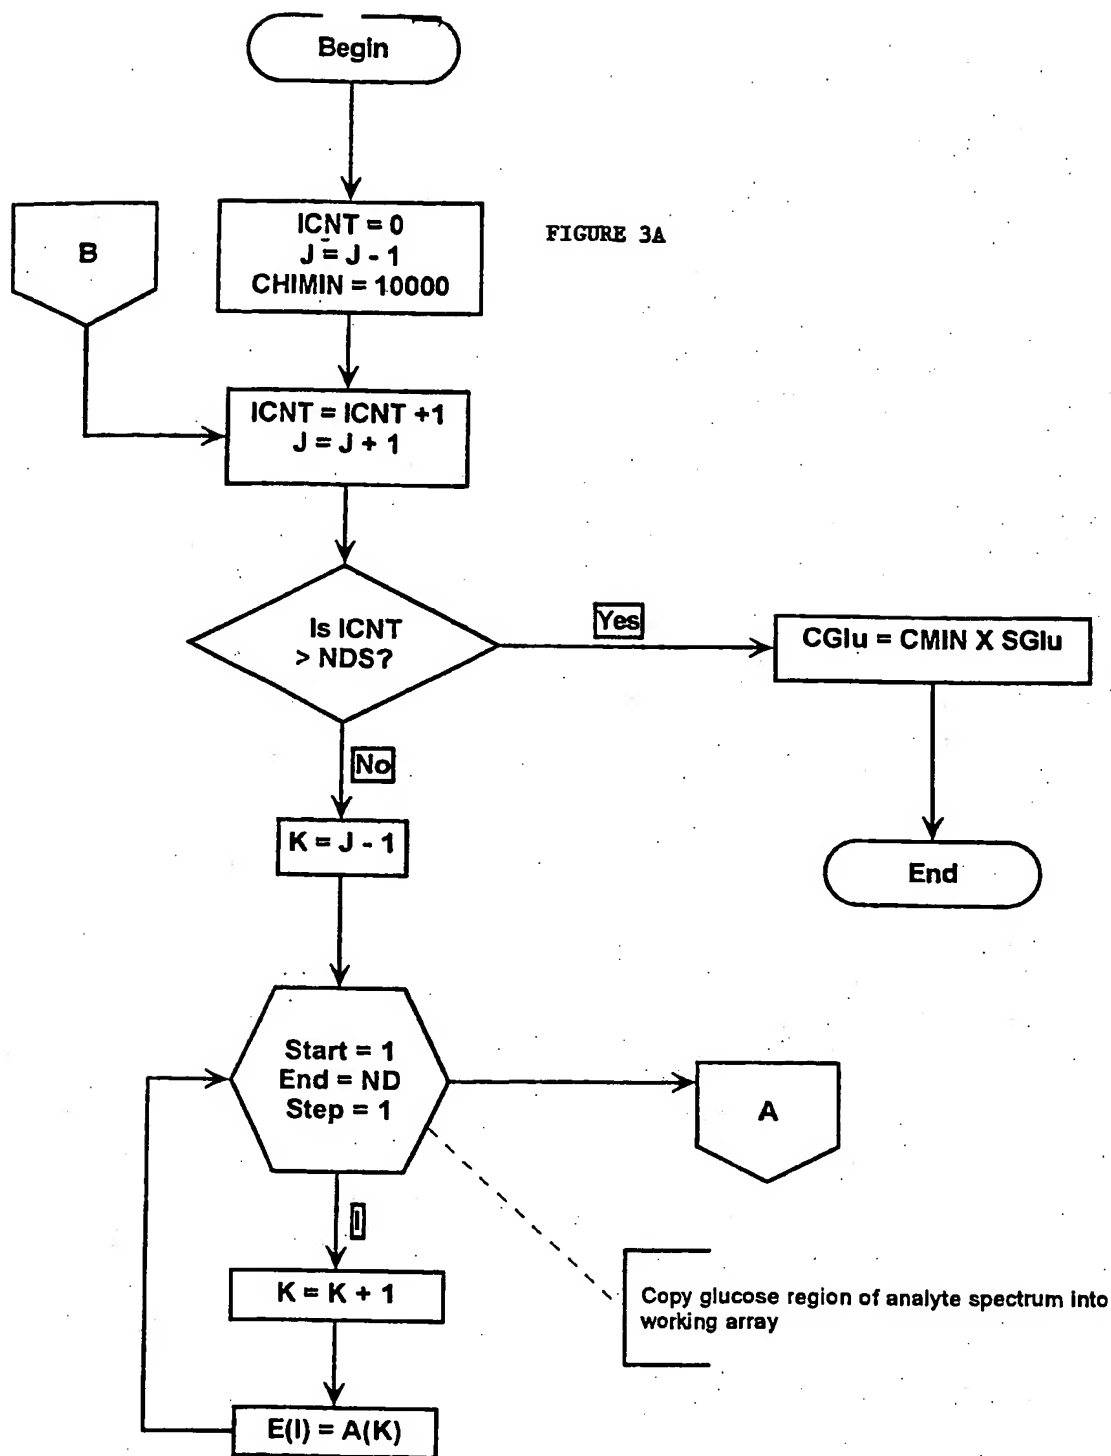 Begin
B
ICNT = 0
J = J - 1
CHIMIN = 10000
FIGURE 3A
ICNT = ICNT +1
J = J + 1
Is ICNT
> NDS?
Yes
CGlu = CMIN X SGlu
No
K = J - 1
End
Start = 1
End = ND
Step = 1
A
I
K = K + 1
Copy glucose region of analyte spectrum into
working array
E(I) = A(K)